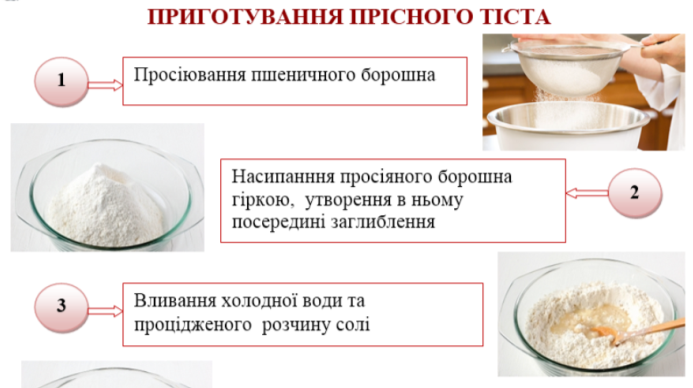 ПРИГОТУВАННЯ ПРІСНОГО ТІСТА
1
Просіювання пшеничного борошна
Насипанння просіяного борошна
гіркою, утворення в ньому
посередині заглиблення
2
3
Вливання холодної води та
процідженого розчину солі